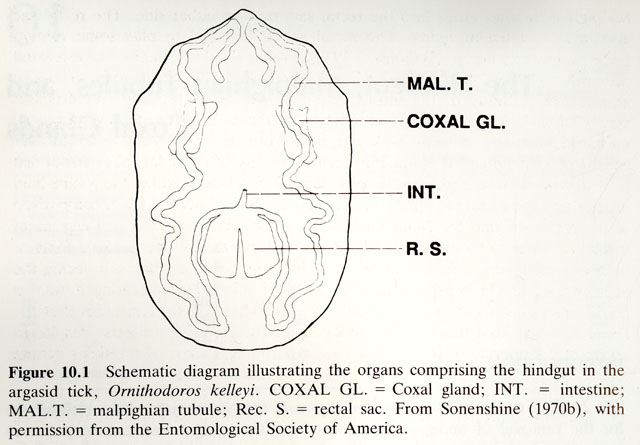 MAL. T.
COXAL GL.
INT.
R. S.
Figure 10.1 Schematic diagram illustrating the organs comprising the hindgut in the
argasid tick, Ornithodoros kelleyi. COXAL GL. = Coxal gland; INT. = intestine;
MAL.T. = malpighian tubule; Rec. S. = rectal sac. From Sonenshine (1970b), with
permission from the Entomological Society of America.